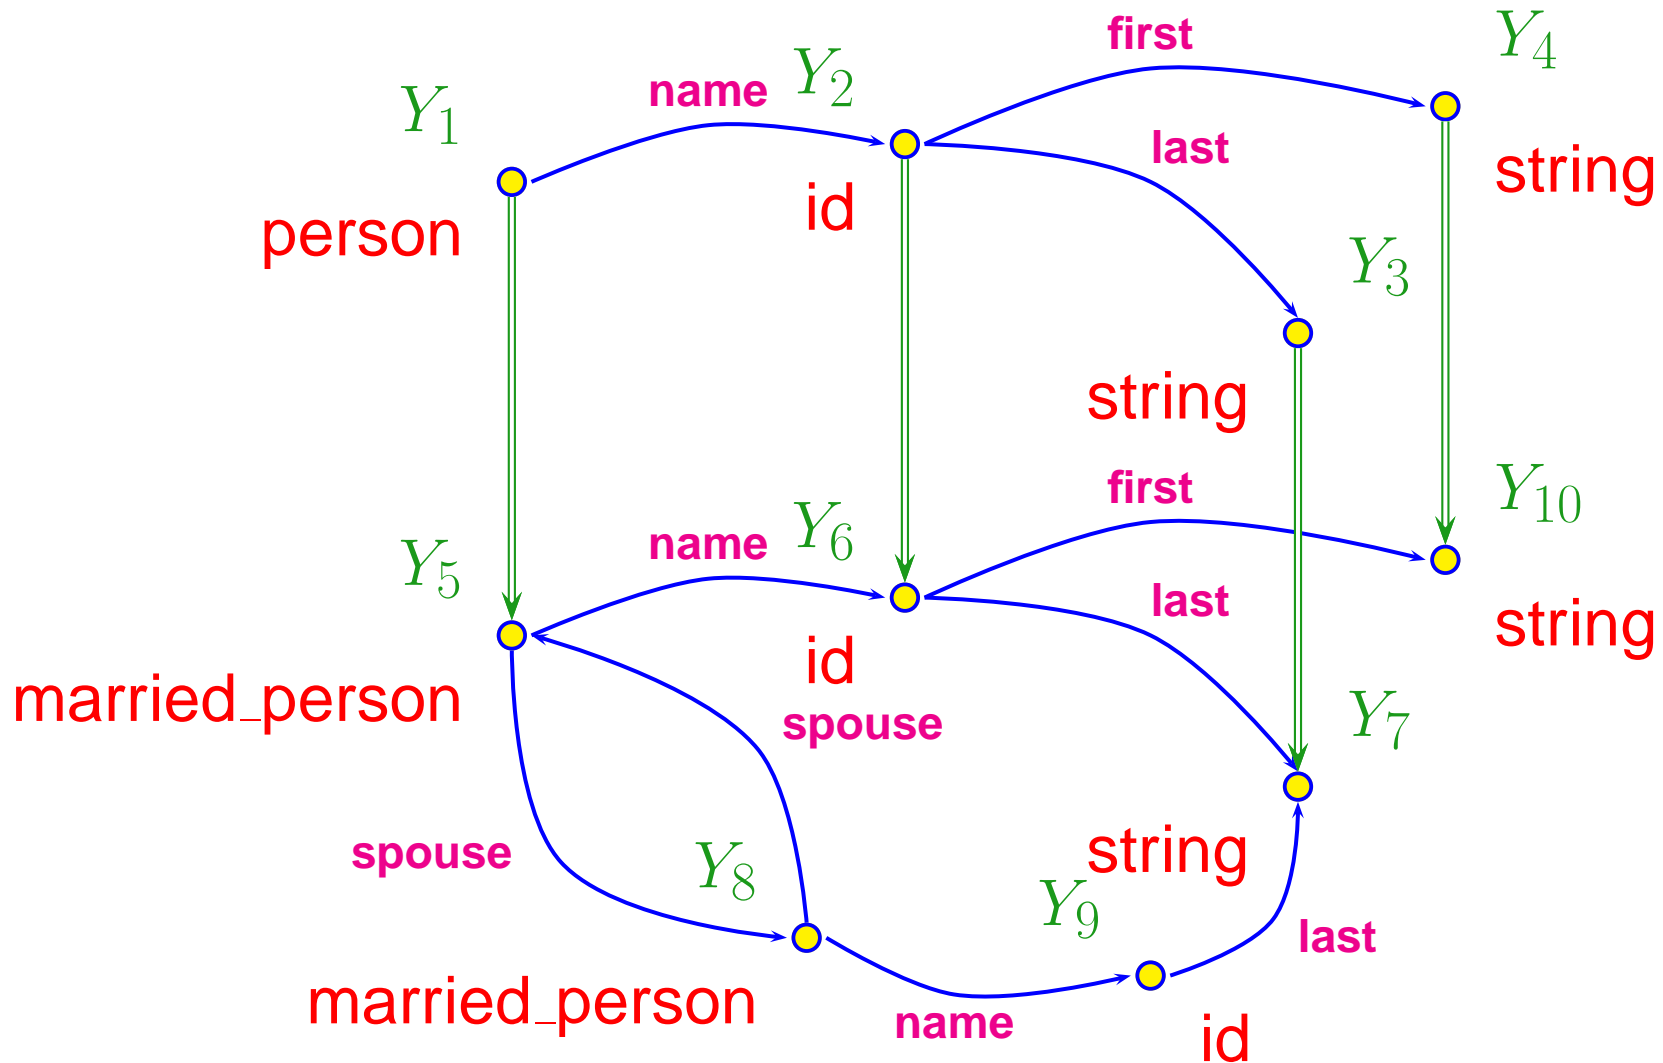 first
Y4
name
Y2
Y1
last
string
id
person
Y3
string
first
Y10
name
Y6
Y5
last
string
id
married_person
spouse
Y7
spouse
Y8
string
Y9
last
married_person
name
id